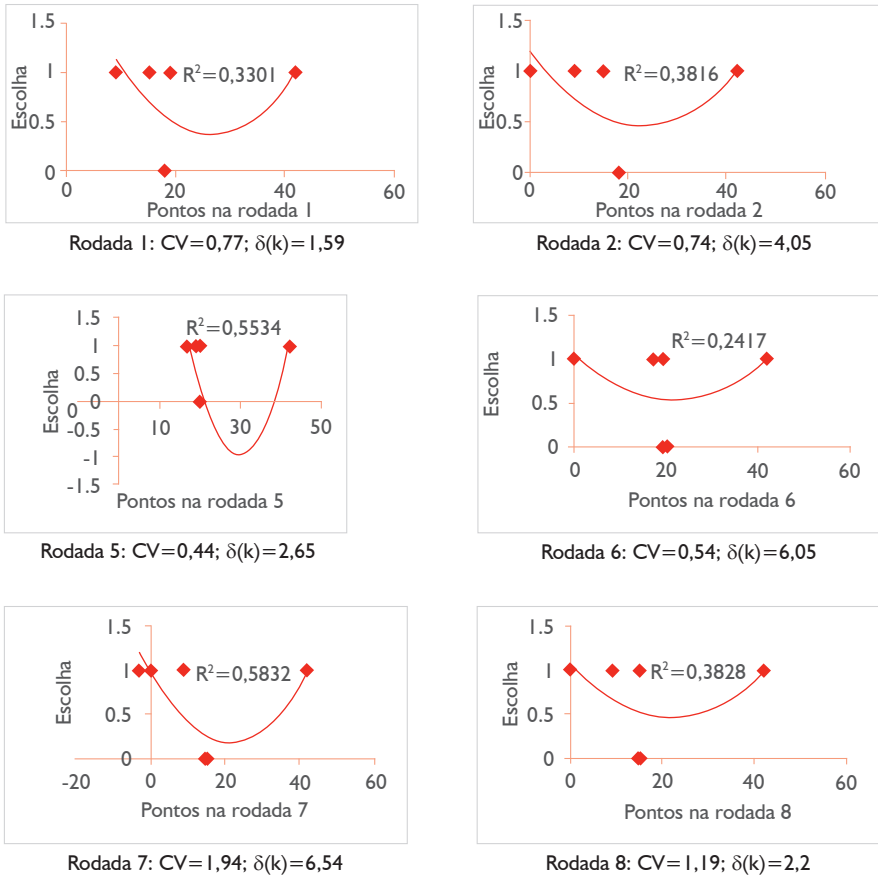 1.5
1
0.5
0
Escolha
R²=0,3301
0 20 40 60
Pontos na rodada 1
Rodada 1: CV=0,77; δ(k)=1,59
1.5
1
0.5
0
Escolha
R²=0,3816
0 20 40 60
Pontos na rodada 2
Rodada 2: CV=0,74; δ(k)=4,05
1.5
1
0.5
0
-0.5
-1
-1.5
Escolha
R²=0,5534
0 10 30 50
Pontos na rodada 5
Rodada 5: CV=0,44; δ(k)=2,65
1.5
1
0.5
0
Escolha
R²=0,2417
0 20 40 60
Pontos na rodada 6
Rodada 6: CV=0,54; δ(k)=6,05
1.5
1
0.5
0
Escolha
R²=0,5832
-20 0 20 40 60
Pontos na rodada 7
Rodada 7: CV=1,94; δ(k)=6,54
1.5
1
0.5
0
Escolha
R²=0,3828
0 20 40 60
Pontos na rodada 8
Rodada 8: CV=1,19; δ(k)=2,2